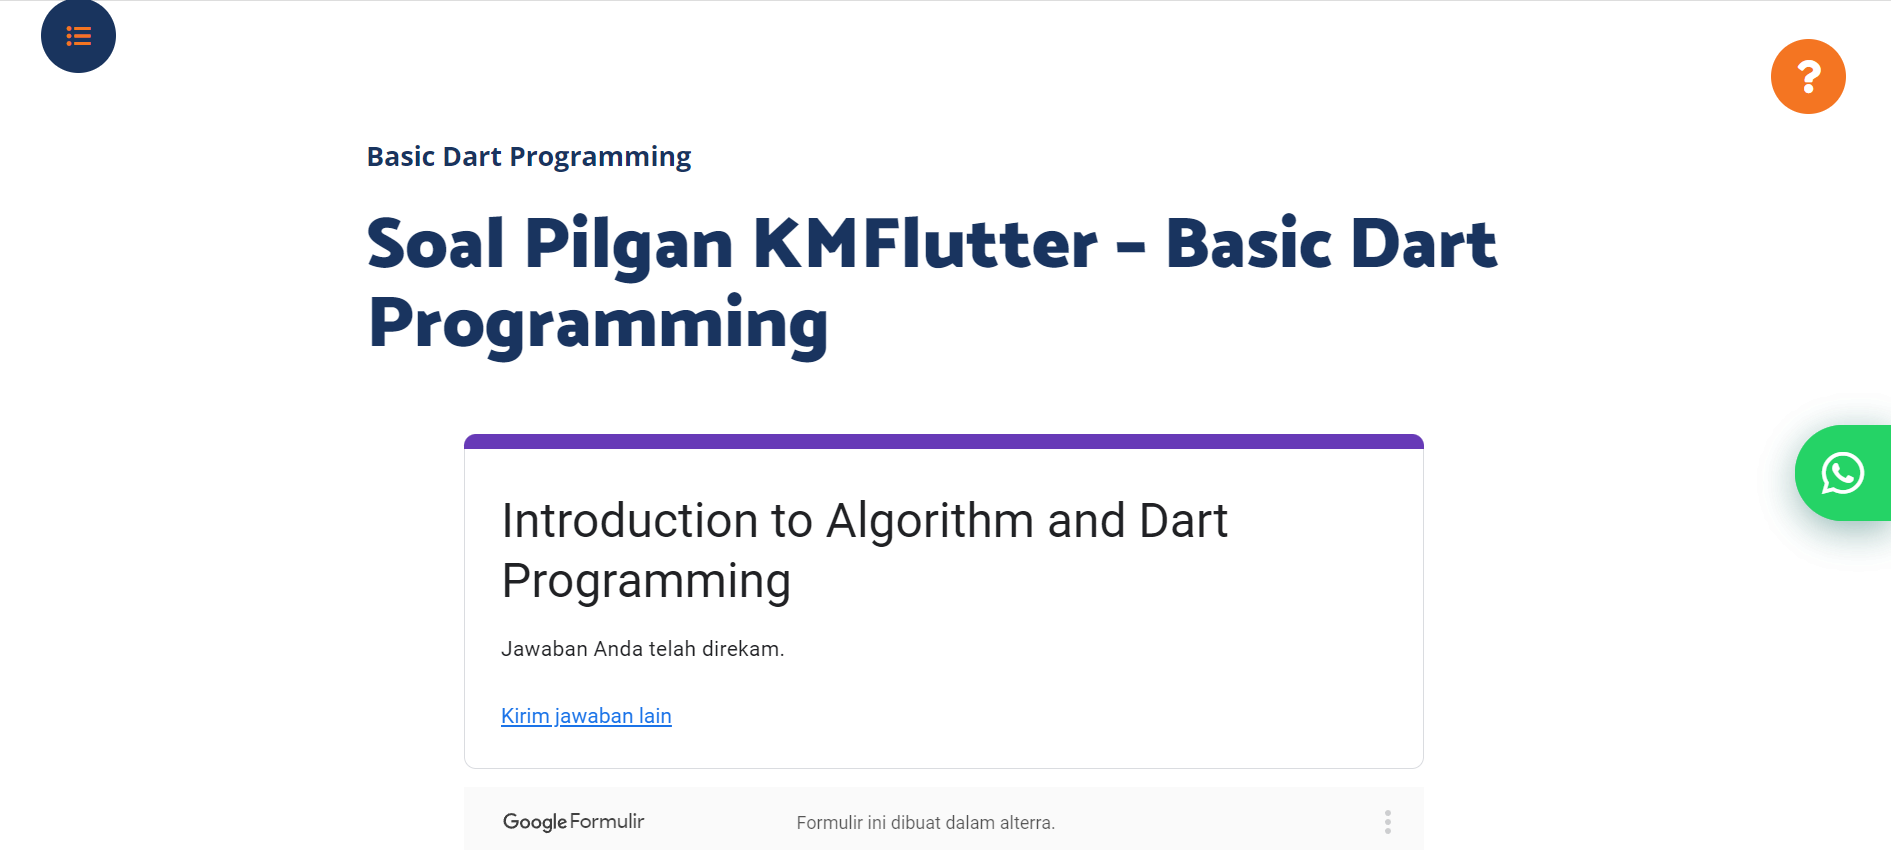 Basic Dart Programming
Soal Pilgan KMFlutter – Basic Dart
Programming
Introduction to Algorithm and Dart
Programming
Jawaban Anda telah direkam.
Kirim jawaban lain
Google Formulir
Formulir ini dibuat dalam alterra.